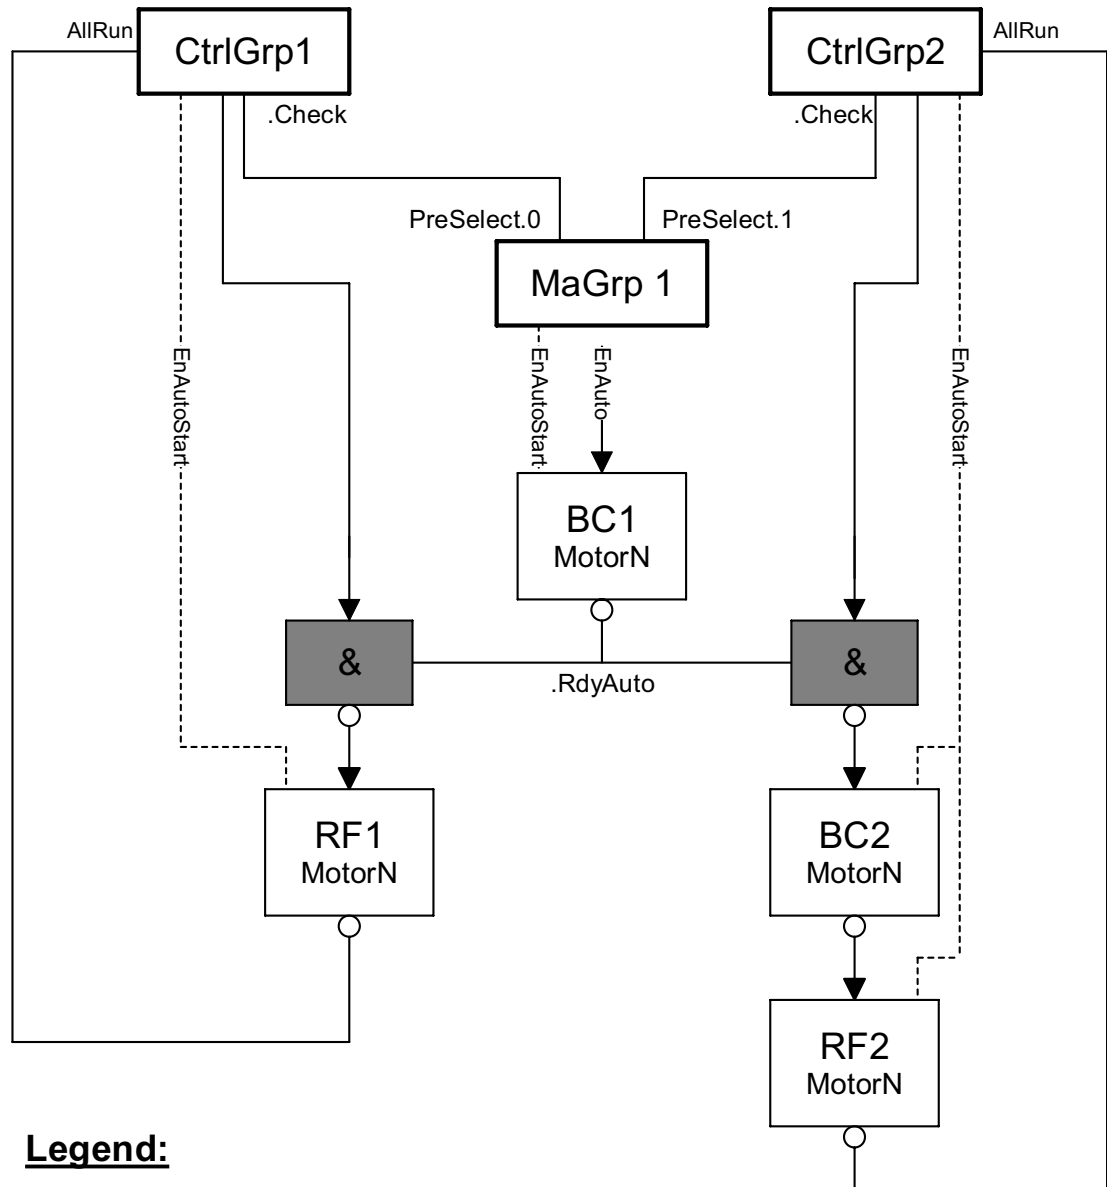 AllRun
CtrlGrp1
CtrlGrp2
AllRun
.Check
.Check
PreSelect.0
PreSelect.1
MaGrp 1
EnAutoStart
EnAutoStart
EnAuto
EnAutoStart
BC1
MotorN
&
&
.RdyAuto
RF1
MotorN
BC2
MotorN
RF2
MotorN
Legend: